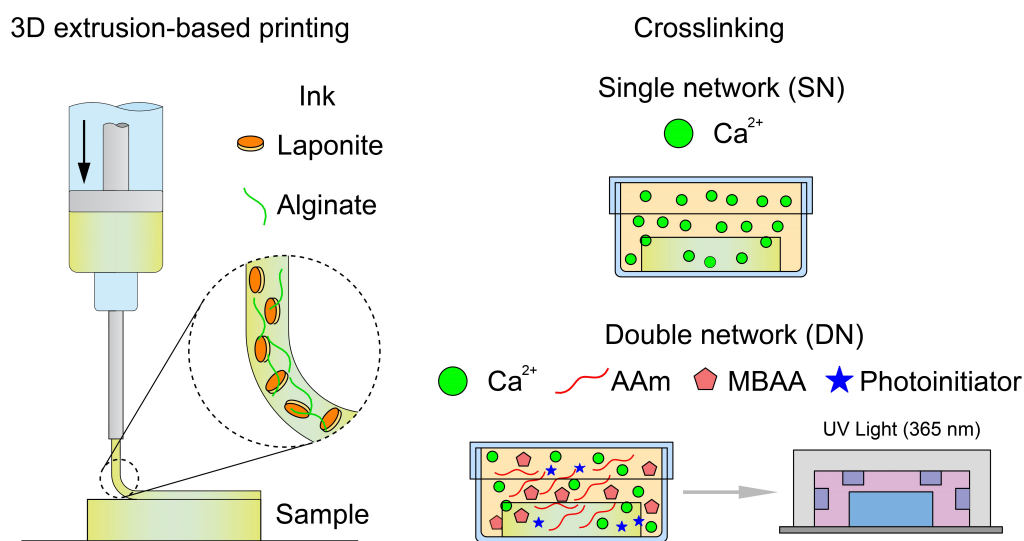 3D extrusion-based printing
Ink
Laponite
Alginate
Sample
Crosslinking
Single network (SN)
Ca²⁺
Double network (DN)
Ca²⁺ AAm MBAA Photoinitiator
UV Light (365 nm)